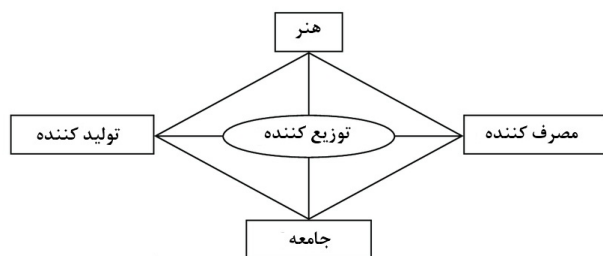 هنر
تولید کننده
توزیع کننده
مصرف کننده
جامعه